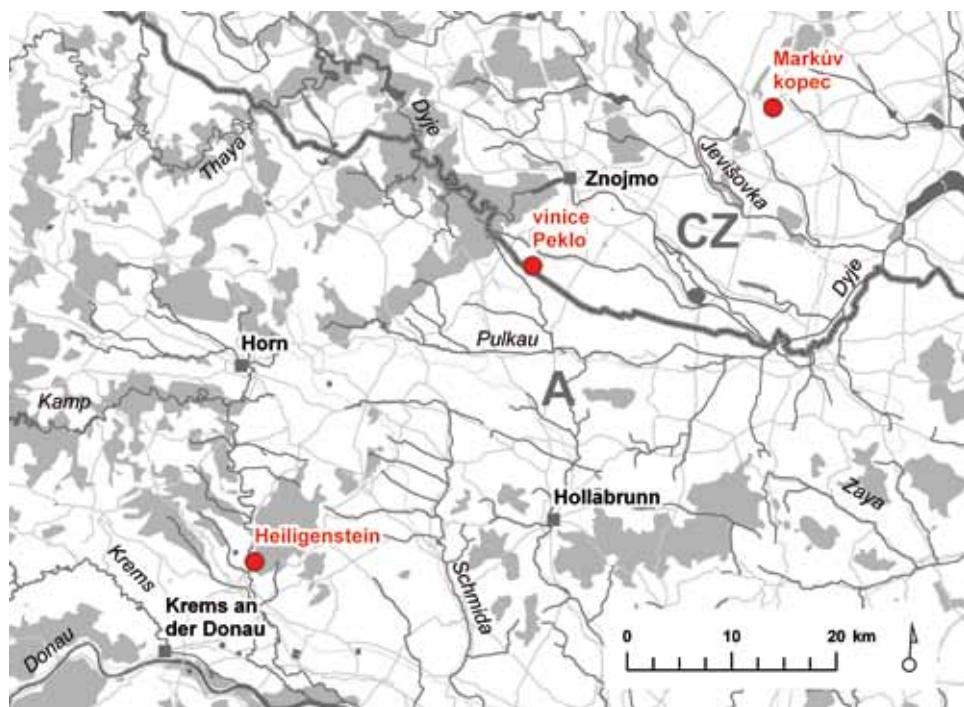 Markův
kopec
Dyje
Thaya
Jevišovka
Znojmo
vinice
Peklo
CZ
Dyje
Horn
Pulkau
A
Kamp
Hollabrunn
Zaya
Heiligenstein
Krems
Schmida
Krems an
der Donau
Donau
0 10 20 km